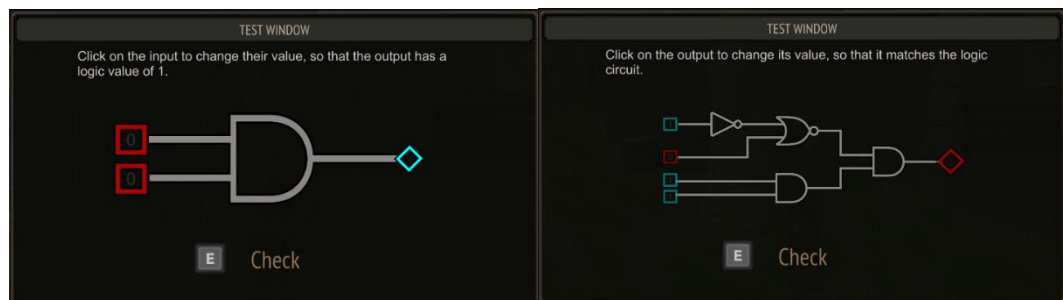 TEST WINDOW
Click on the input to change their value, so that the output has a
logic value of 1.
0
0
E Check
TEST WINDOW
Click on the output to change its value, so that it matches the logic
circuit.
0
E Check